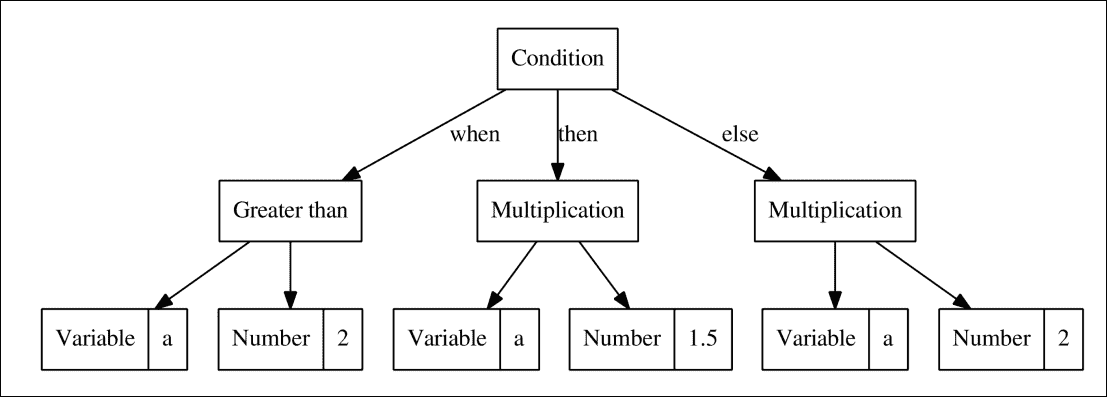 Condition
when then else
Greater than Multiplication Multiplication
Variable a Number 2 Variable a Number 1.5 Variable a Number 2